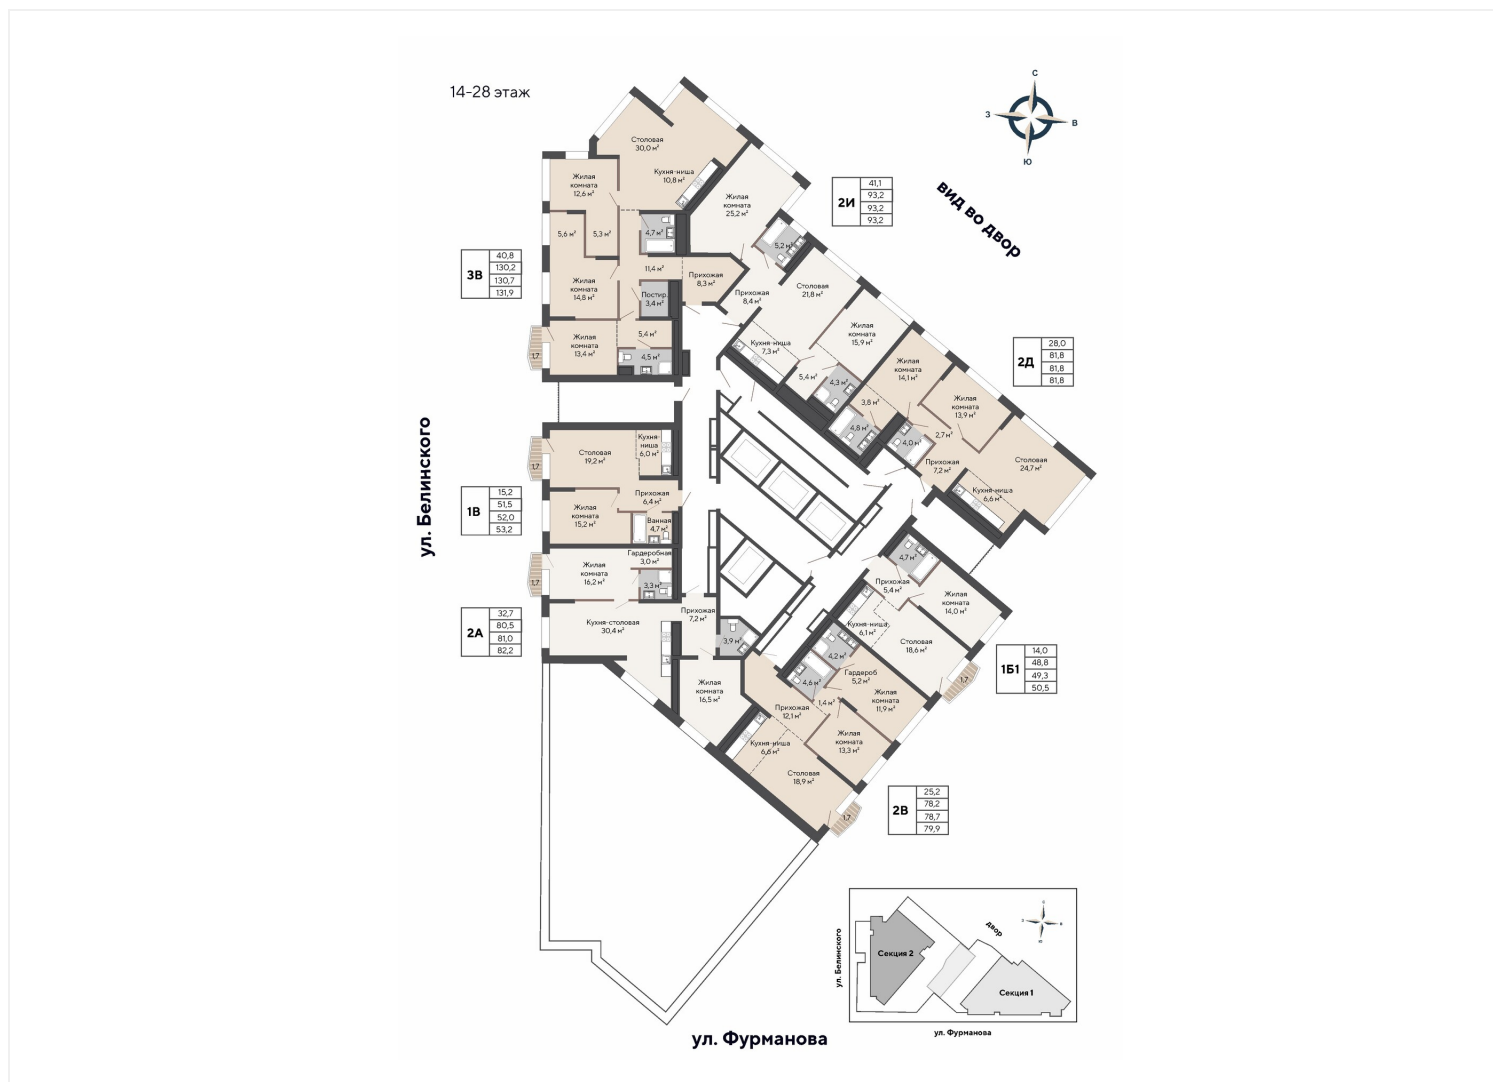 14-28 этаж
С
З
В
Ю
вид во двор
Столовая
30,0 м²
Кухня-ниша
10,8 м²
Жилая
комната
12,6 м²
5,6 м²
5,3 м²
4,7 м²
11,4 м²
Прихожая
8,3 м²
Жилая
комната
14,8 м²
Постир.
3,4 м²
Жилая
комната
13,4 м²
5,4 м²
4,5 м²
1,7
3В
40,8
130,2
130,7
131,9
Жилая
комната
25,2 м²
5,2 м²
Прихожая
8,4 м²
Столовая
21,8 м²
Кухня-ниша
7,3 м²
Жилая
комната
15,9 м²
5,4 м²
4,3 м²
2И
41,1
93,2
93,2
93,2
Жилая
комната
14,1 м²
3,8 м²
4,8 м²
Жилая
комната
13,9 м²
2,7 м²
4,0 м²
Прихожая
7,2 м²
Столовая
24,7 м²
Кухня-ниша
6,6 м²
2Д
28,0
81,8
81,8
81,8
ул. Белинского
Кухня-
ниша
6,0 м²
Столовая
19,2 м²
1,7
Прихожая
6,4 м²
Жилая
комната
15,2 м²
Ванная
4,7 м²
1В
15,2
51,5
52,0
53,2
Гардеробная
3,0 м²
Жилая
комната
16,2 м²
1,7
3,3 м²
Кухня-столовая
30,4 м²
Прихожая
7,2 м²
3,9 м²
Жилая
комната
16,5 м²
2А
32,7
80,5
81,0
82,2
4,7 м²
Прихожая
5,4 м²
Жилая
комната
14,0 м²
Кухня-ниша
6,1 м²
Столовая
18,6 м²
1,7
1Б1
14,0
48,8
49,3
50,5
4,2 м²
Гардероб
5,2 м²
4,6 м²
1,4 м²
Жилая
комната
11,9 м²
Прихожая
12,1 м²
Жилая
комната
13,3 м²
Кухня-ниша
6,6 м²
Столовая
18,9 м²
1,7
2В
25,2
78,2
78,7
79,9
ул. Фурманова
ул. Белинского
двор
С
З
В
Ю
Секция 2
Секция 1
ул. Фурманова